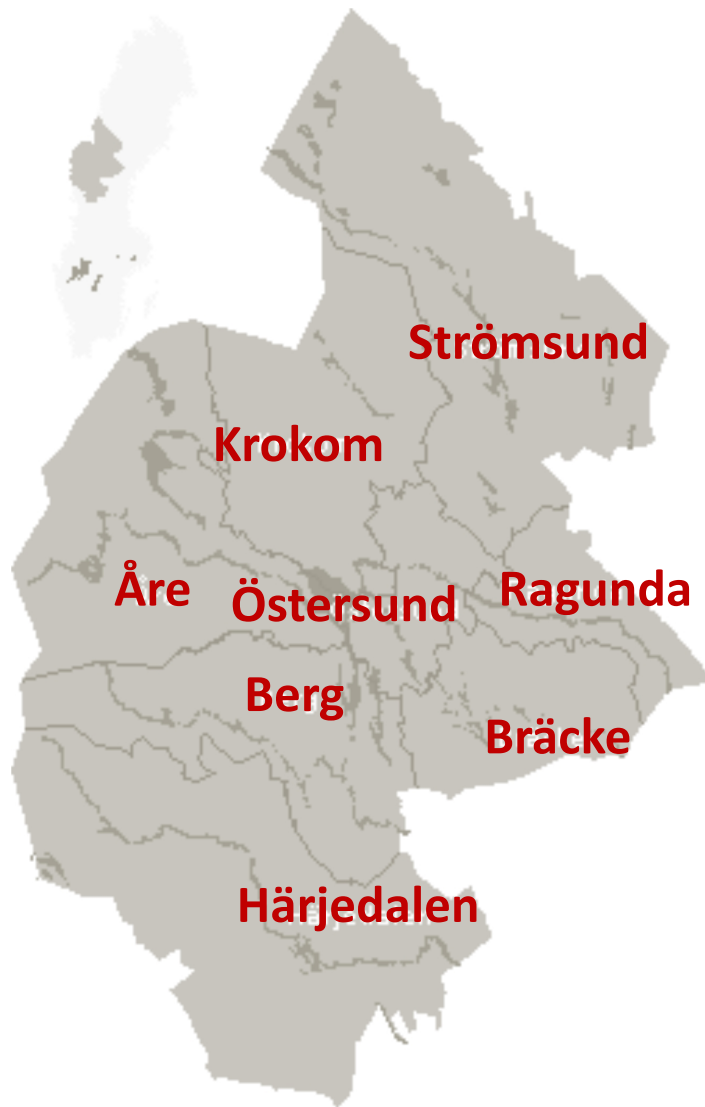 Strömsund
Krokom
Åre
Östersund
Ragunda
Berg
Bräcke
Härjedalen